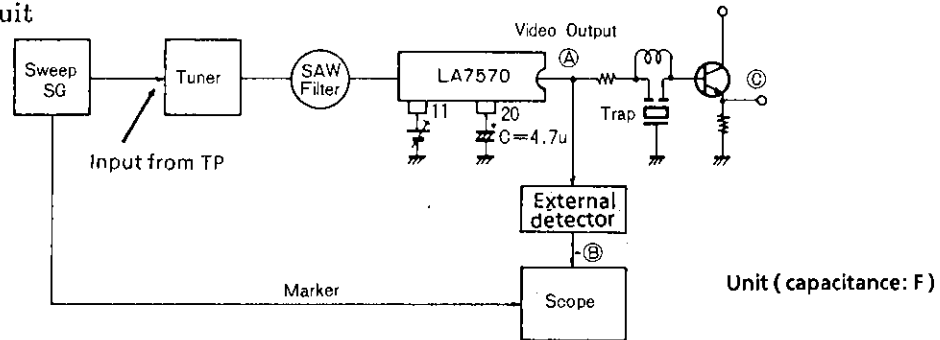 uit
Sweep
SG
Tuner
SAW
Filter
LA7570
11
20
C=4.7u
Video Output
Ⓐ
Trap
Ⓒ
Input from TP
External
detector
Ⓑ
Marker
Scope
Unit ( capacitance: F )